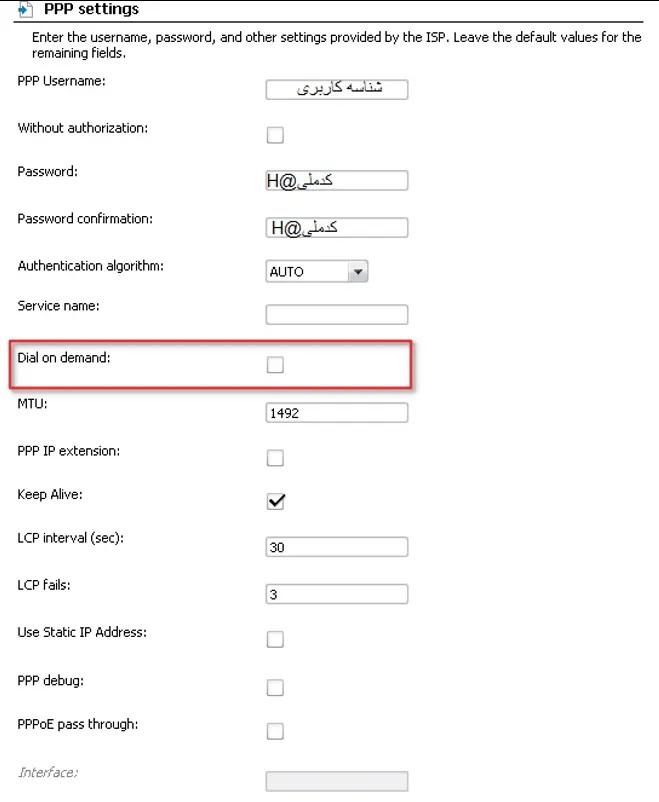 PPP settings
Enter the username, password, and other settings provided by the ISP. Leave the default values for the
remaining fields.
PPP Username:
شناسه کاربری
Without authorization:
Password:
H@کدملی
Password confirmation:
H@کدملی
Authentication algorithm:
AUTO
Service name:
Dial on demand:
MTU:
1492
PPP IP extension:
Keep Alive:
LCP interval (sec):
30
LCP fails:
3
Use Static IP Address:
PPP debug:
PPPoE pass through:
Interface: